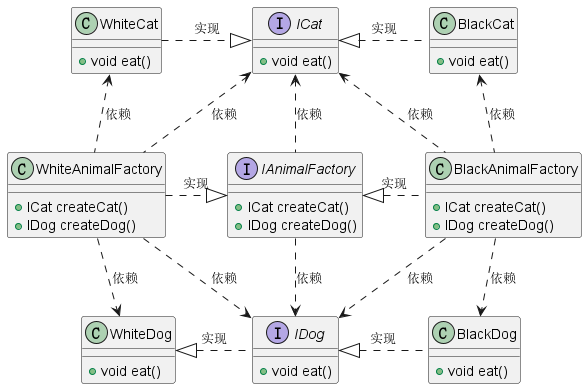 C WhiteCat
+ void eat()
实现
I ICat
+ void eat()
实现
C BlackCat
+ void eat()
依赖
依赖
依赖
依赖
依赖
C WhiteAnimalFactory
+ ICat createCat()
+ IDog createDog()
实现
I IAnimalFactory
+ ICat createCat()
+ IDog createDog()
实现
C BlackAnimalFactory
+ ICat createCat()
+ IDog createDog()
依赖
依赖
依赖
依赖
依赖
C WhiteDog
+ void eat()
实现
I IDog
+ void eat()
实现
C BlackDog
+ void eat()